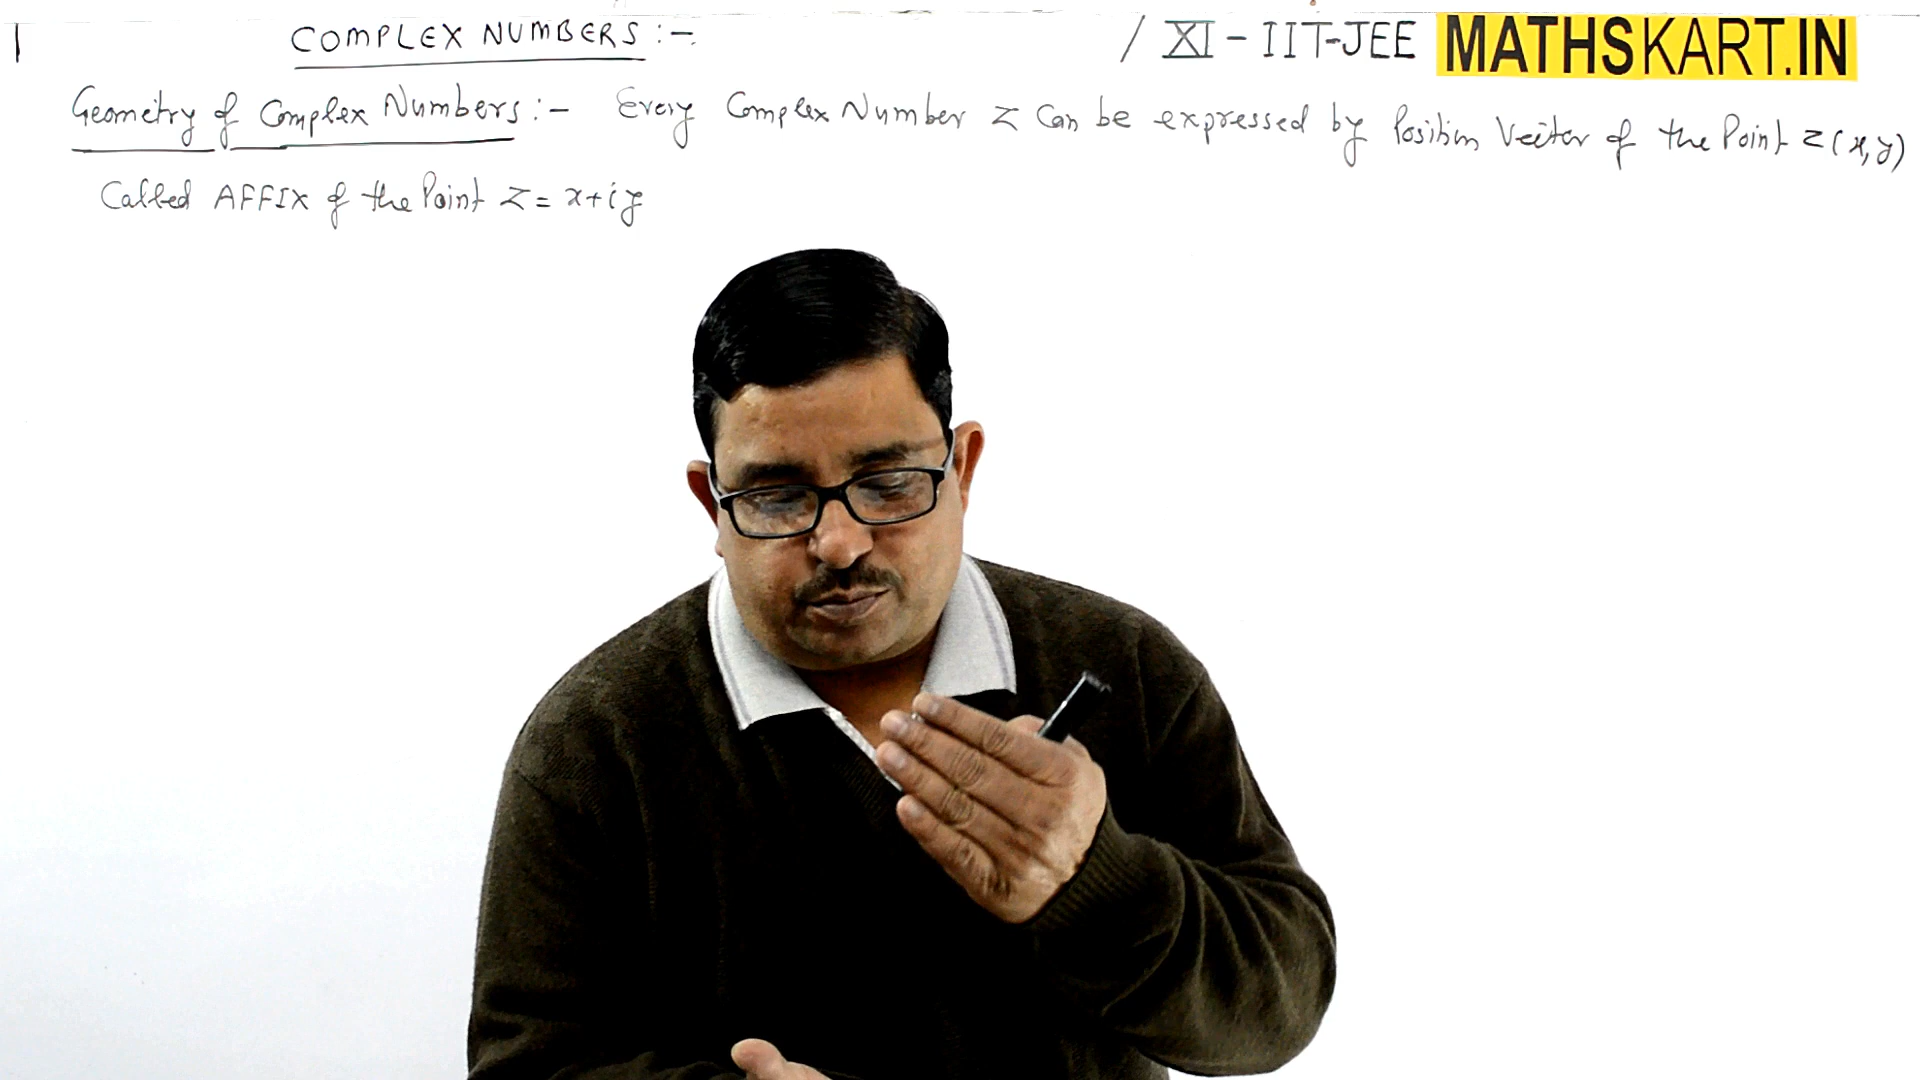 1 COMPLEX NUMBERS :- / XI - IIT-JEE MATHSKART.IN
Geometry of Complex Numbers :- Every Complex Number Z Can be expressed by Position Vector of the Point Z(x,y)
Called AFFIX of the Point Z = x+iy